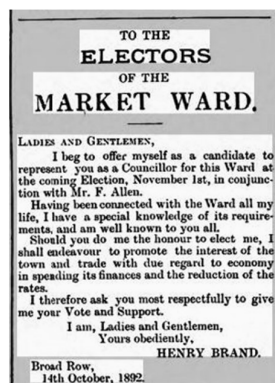 TO THE
ELECTORS
OF THE
MARKET WARD.
LADIES AND GENTLEMEN,
I beg to offer myself as a candidate to
represent you as a Councillor for this Ward at
the coming Election, November 1st, in conjunc-
tion with Mr. F. Allen.
Having been connected with the Ward all my
life, I have a special knowledge of its require-
ments, and am well known to you all.
Should you do me the honour to elect me, I
shall endeavour to promote the interest of the
town and trade with due regard to economy
in spending its finances and the reduction of the
rates.
I therefore ask you most respectfully to give
me your Vote and Support.
I am, Ladies and Gentlemen,
Yours obediently,
HENRY BRAND.
Broad Row,
14th October, 1892.